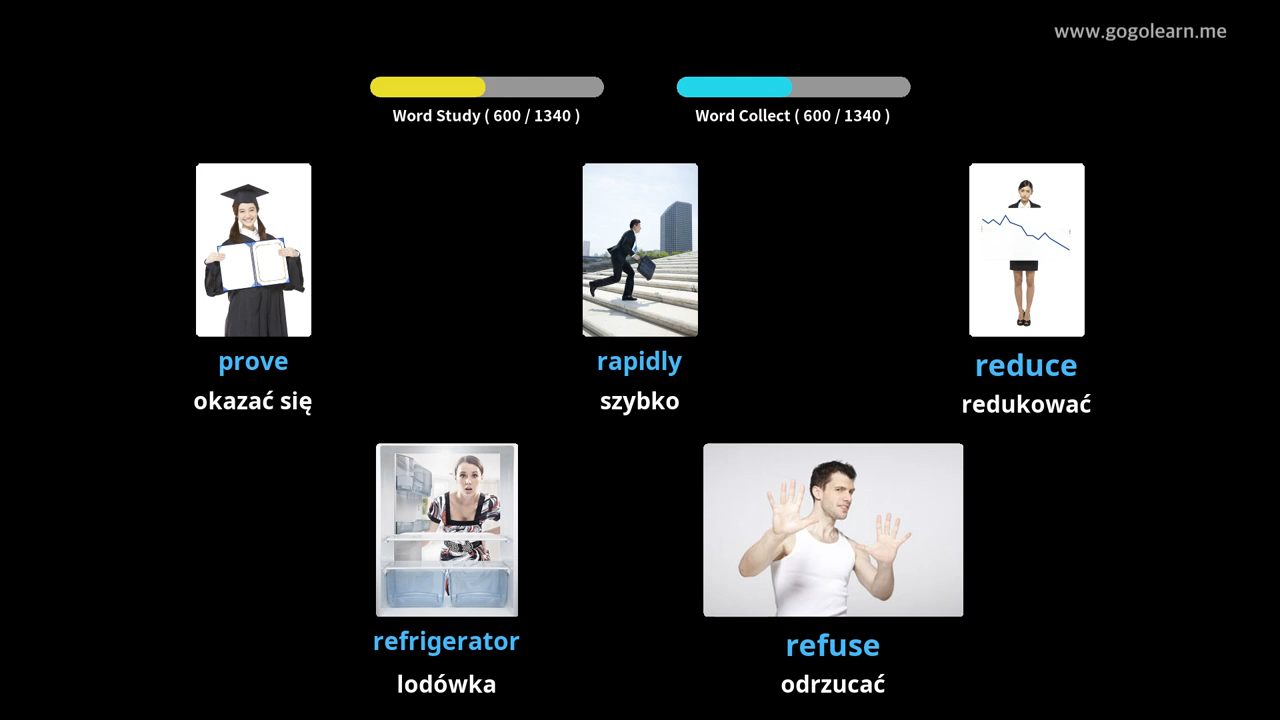 www.gogolearn.me
Word Study ( 600 / 1340 )
Word Collect ( 600 / 1340 )
prove
okazać się
rapidly
szybko
reduce
redukować
refrigerator
lodówka
refuse
odrzucać